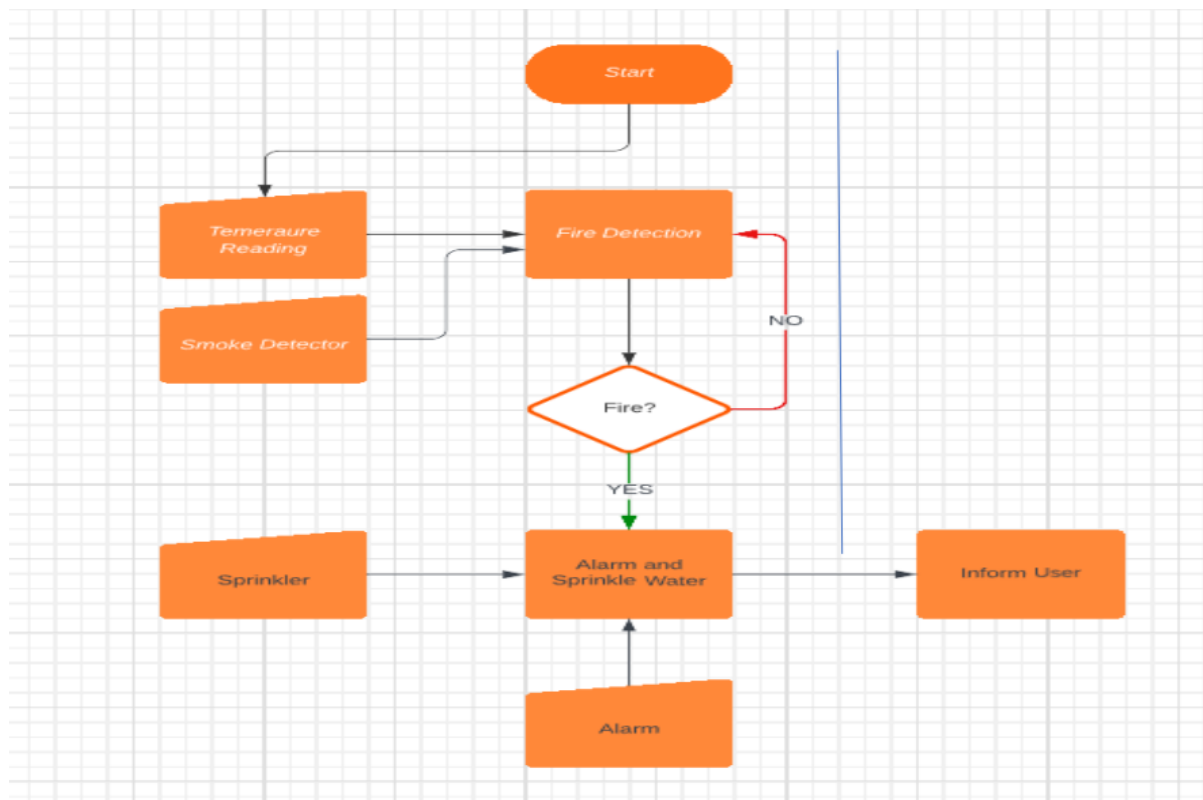 Start
Temeraure
Reading
Fire Detection
Smoke Detector
NO
Fire?
YES
Sprinkler
Alarm and
Sprinkle Water
Inform User
Alarm